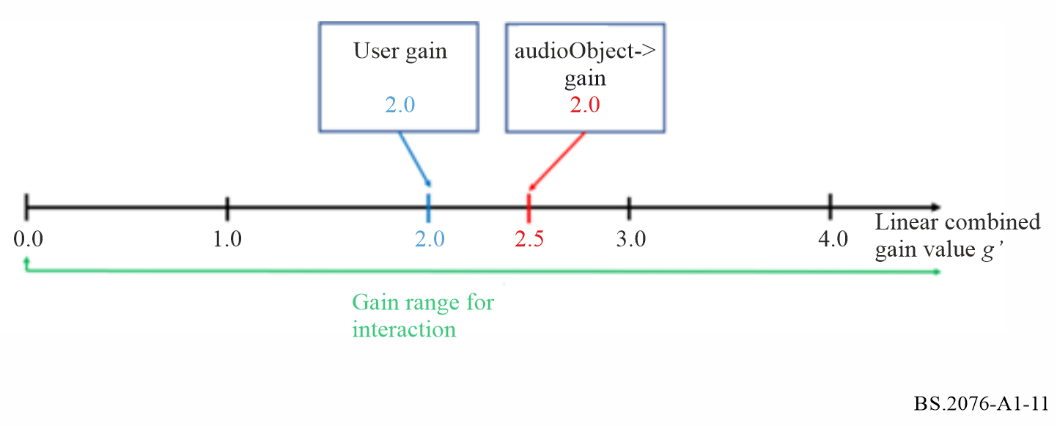 User gain
2.0
audioObject->
gain
2.0
0.0
1.0
2.0
2.5
3.0
4.0
Linear combined
gain value g’
Gain range for
interaction
BS.2076-A1-11